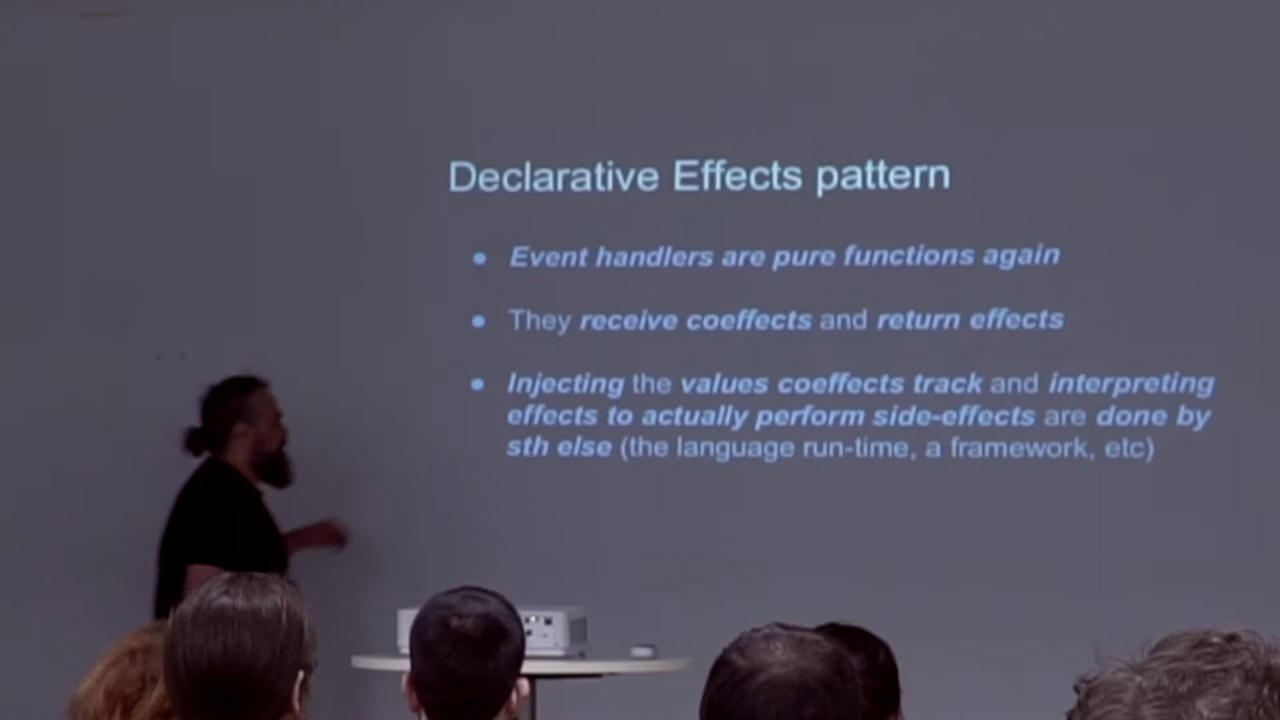 Declarative Effects pattern
● Event handlers are pure functions again
● They receive coeffects and return effects
● Injecting the values coeffects track and interpreting
effects to actually perform side-effects are done by
sth else (the language run-time, a framework, etc)